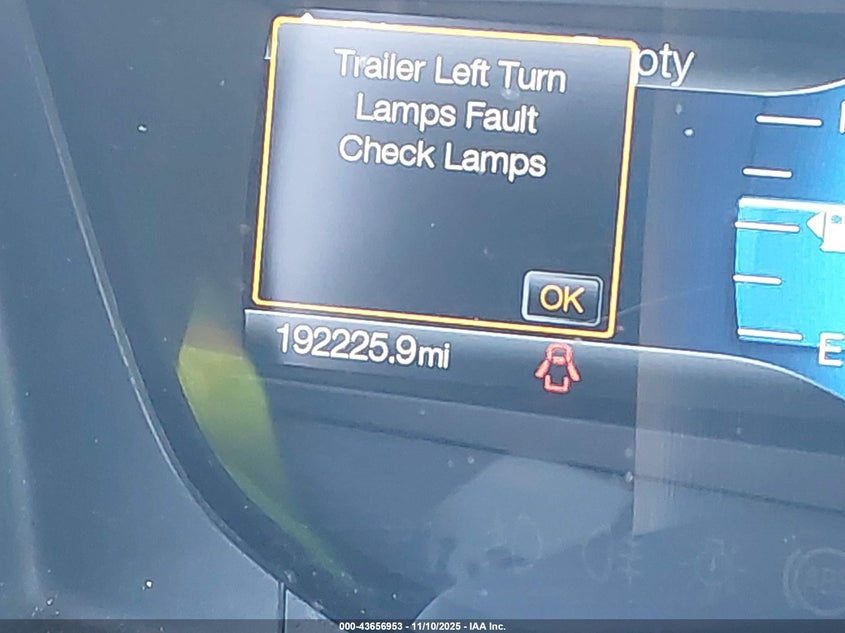 Trailer Left Turn
Lamps Fault
Check Lamps
OK
192225.9mi
E
000-43656953 - 11/10/2025 - IAA Inc.